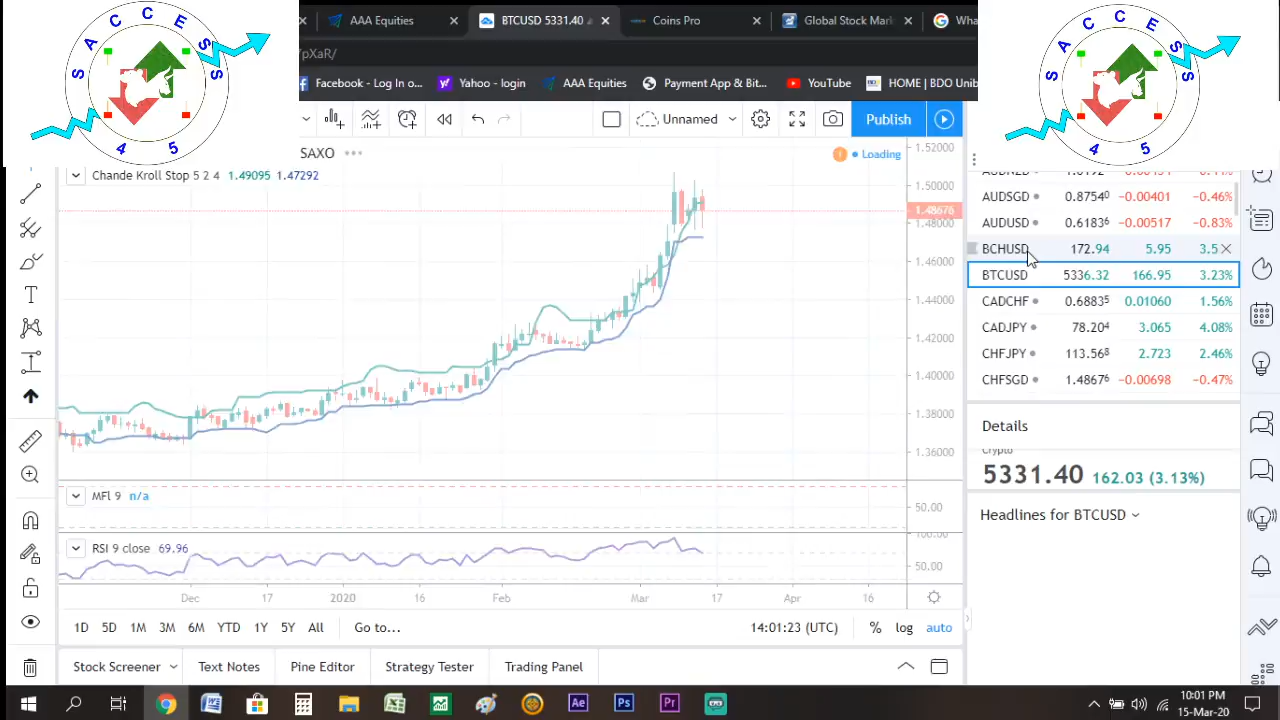 S A C C E S S 4 5
AAA Equities
BTCUSD 5331.40
Coins Pro
Global Stock Mark
Wha
S A C C E S S 4 5
/pXaR/
Facebook - Log In o...
Yahoo - login
AAA Equities
Payment App & Bit...
YouTube
HOME | BDO Unib
Unnamed
Publish
SAXO
Loading
Chande Kroll Stop 5 2 4 1.49095 1.47292
1.52000
1.50000
1.48676
1.48000
1.46000
1.44000
1.42000
1.40000
1.38000
1.36000
AUDSGD 0.8754⁰ −0.00401 −0.46%
AUDUSD 0.6183⁶ −0.00517 −0.83%
BCHUSD 172.94 5.95 3.5
BTCUSD 5336.32 166.95 3.23%
CADCHF 0.6883⁵ 0.01060 1.56%
CADJPY 78.20⁴ 3.065 4.08%
CHFJPY 113.56⁸ 2.723 2.46%
CHFSGD 1.4867⁶ −0.00698 −0.47%
Details
Crypto
5331.40 162.03 (3.13%)
Headlines for BTCUSD
MFI 9 n/a
50.00
RSI 9 close 69.96
100.00
50.00
Dec 17 2020 16 Feb Mar 17 Apr 16
1D 5D 1M 3M 6M YTD 1Y 5Y All Go to... 14:01:23 (UTC) % log auto
Stock Screener Text Notes Pine Editor Strategy Tester Trading Panel
10:01 PM
15-Mar-20